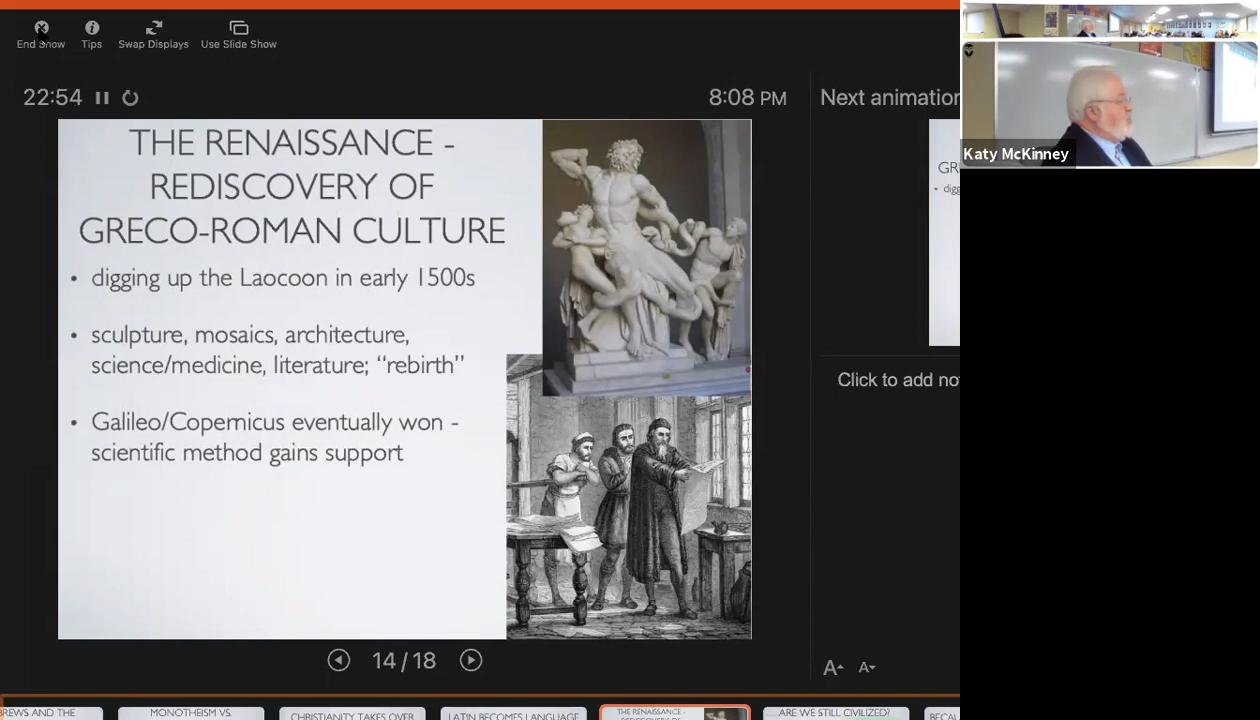 End Show
Tips
Swap Displays
Use Slide Show
22:54
8:08 PM
Next animation
THE RENAISSANCE -
REDISCOVERY OF
GRECO-ROMAN CULTURE
• digging up the Laocoon in early 1500s
• sculpture, mosaics, architecture,
science/medicine, literature; “rebirth”
• Galileo/Copernicus eventually won -
scientific method gains support
GR
• digg
Click to add no
Katy McKinney
14 / 18
A A
BREWS AND THE
MONOTHEISM VS.
CHRISTIANITY TAKES OVER
LATIN BECOMES LANGUAGE
THE RENAISSANCE -
REDISCOVERY OF
ARE WE STILL CIVILIZED?
BECAU